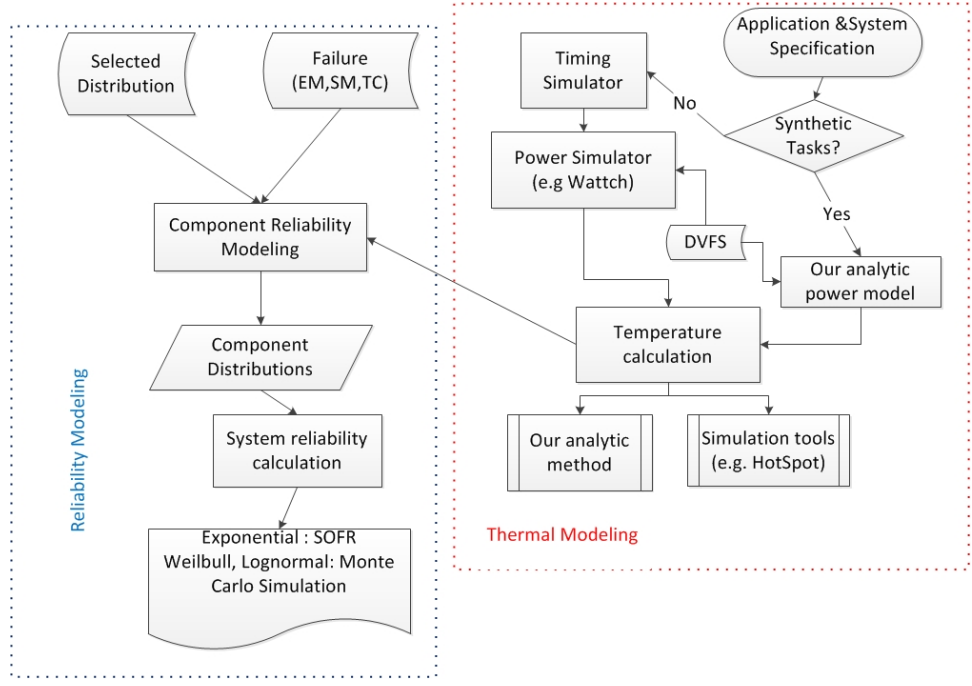 Selected
Distribution
Failure
(EM,SM,TC)
Component Reliability
Modeling
Component
Distributions
System reliability
calculation
Exponential : SOFR
Weilbull, Lognormal: Monte
Carlo Simulation
Reliability Modeling
Application &System
Specification
Synthetic
Tasks?
No
Yes
Timing
Simulator
Power Simulator
(e.g Wattch)
DVFS
Our analytic
power model
Temperature
calculation
Our analytic
method
Simulation tools
(e.g. HotSpot)
Thermal Modeling